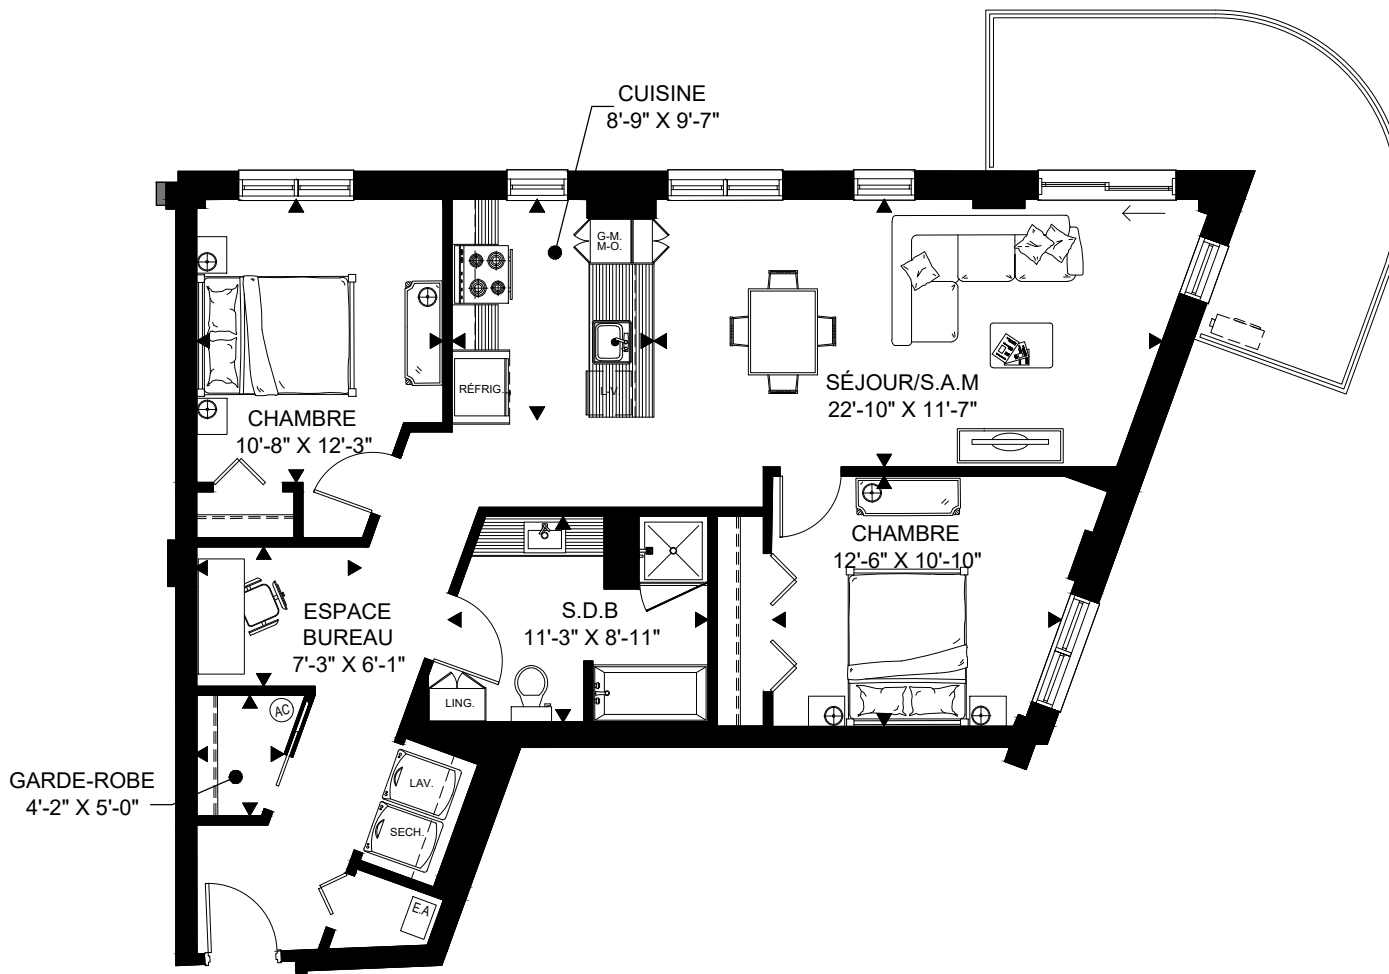 CUISINE
8'-9" X 9'-7"
G-M.
M-O.
RÉFRIG.
L-V
CHAMBRE
10'-8" X 12'-3"
SÉJOUR/S.A.M
22'-10" X 11'-7"
CHAMBRE
12'-6" X 10'-10"
ESPACE
BUREAU
7'-3" X 6'-1"
S.D.B
11'-3" X 8'-11"
LING.
AC
GARDE-ROBE
4'-2" X 5'-0"
LAV.
SECH.
E.A